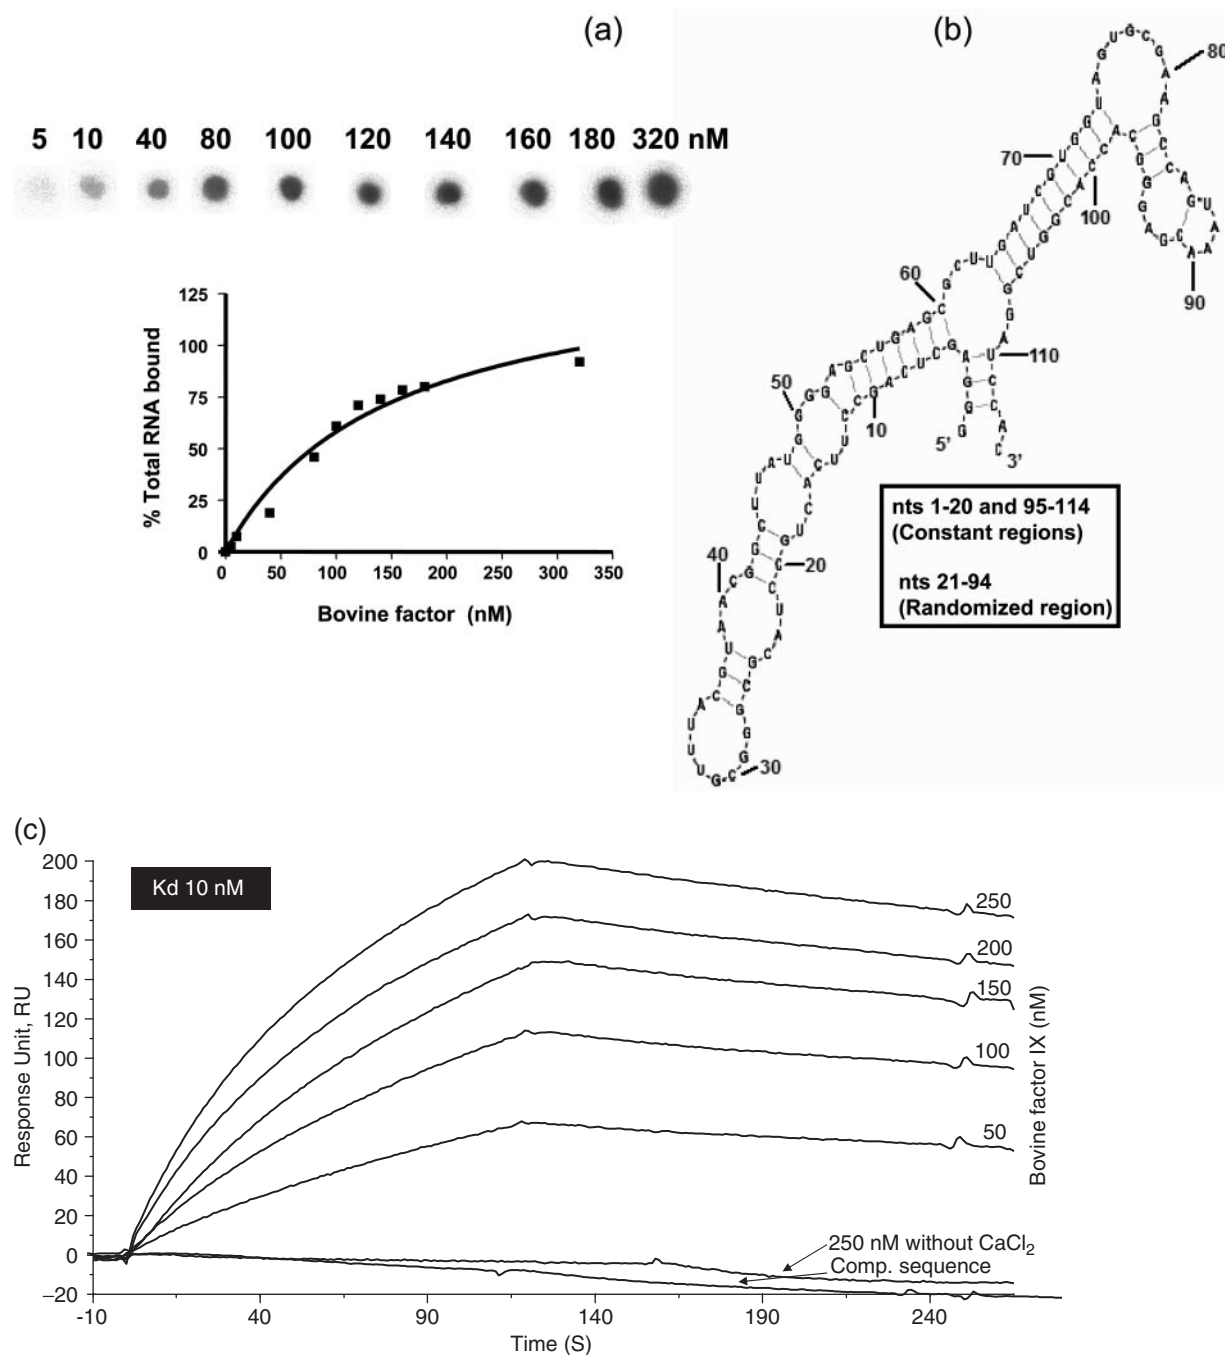 (a)
(b)
5 10 40 80 100 120 140 160 180 320 nM
125
100
75
50
25
0
% Total RNA bound
0 50 100 150 200 250 300 350
Bovine factor (nM)
80
70
100
90
60
110
50
10
5'
3'
40
20
30
nts 1-20 and 95-114
(Constant regions)
nts 21-94
(Randomized region)
(c)
Kd 10 nM
200
180
160
140
120
100
80
60
40
20
0
−20
Response Unit, RU
250
200
150
100
50
Bovine factor IX (nM)
250 nM without CaCl2
Comp. sequence
-10 40 90 140 190 240
Time (S)